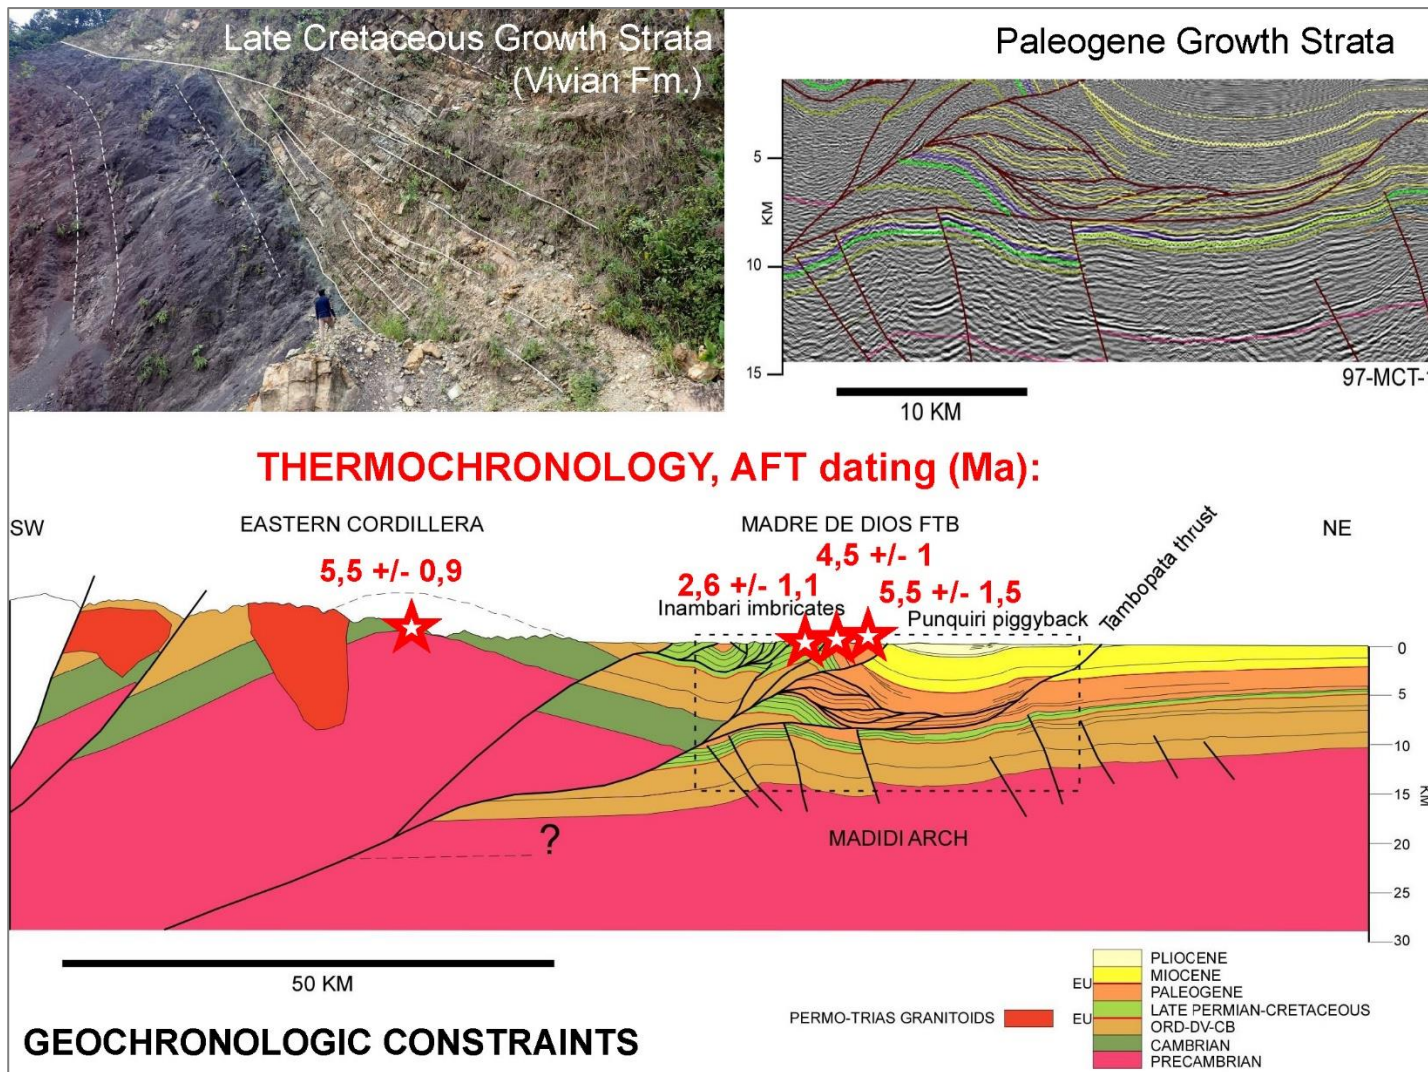 Late Cretaceous Growth Strata
(Vivian Fm.)
Paleogene Growth Strata
5
KM
10
15
97-MCT-1
10 KM
THERMOCHRONOLOGY, AFT dating (Ma):
SW
EASTERN CORDILLERA
MADRE DE DIOS FTB
NE
5,5 +/- 0,9
4,5 +/- 1
2,6 +/- 1,1
5,5 +/- 1,5
Inambari imbricates
Punquiri piggyback
Tambopata thrust
0
5
10
15
KM
20
25
30
?
MADIDI ARCH
50 KM
PERMO-TRIAS GRANITOIDS
PLIOCENE
EU
MIOCENE
PALEOGENE
EU
LATE PERMIAN-CRETACEOUS
ORD-DV-CB
CAMBRIAN
PRECAMBRIAN
GEOCHRONOLOGIC CONSTRAINTS